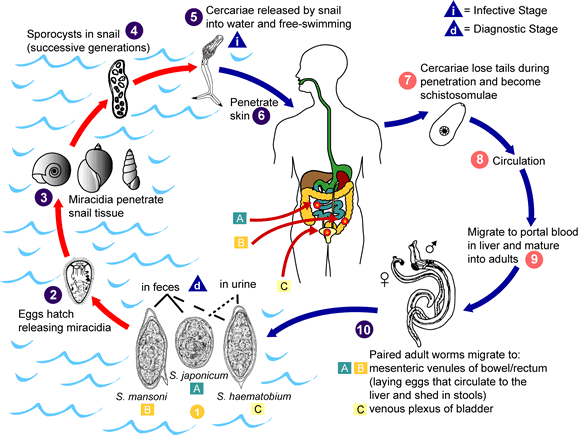 i = Infective Stage
d = Diagnostic Stage
5 Cercariae released by snail
into water and free-swimming
i
4
Sporocysts in snail
(successive generations)
Penetrate
skin 6
7 Cercariae lose tails during
penetration and become
schistosomulae
8 Circulation
3
Miracidia penetrate
snail tissue
A
B
C
Migrate to portal blood
in liver and mature
into adults 9
2
Eggs hatch
releasing miracidia
♀ ♂
in feces d in urine
10
S. mansoni
B
S. japonicum
A
1
S. haematobium
C
Paired adult worms migrate to:
A B mesenteric venules of bowel/rectum
(laying eggs that circulate to the
liver and shed in stools)
C venous plexus of bladder